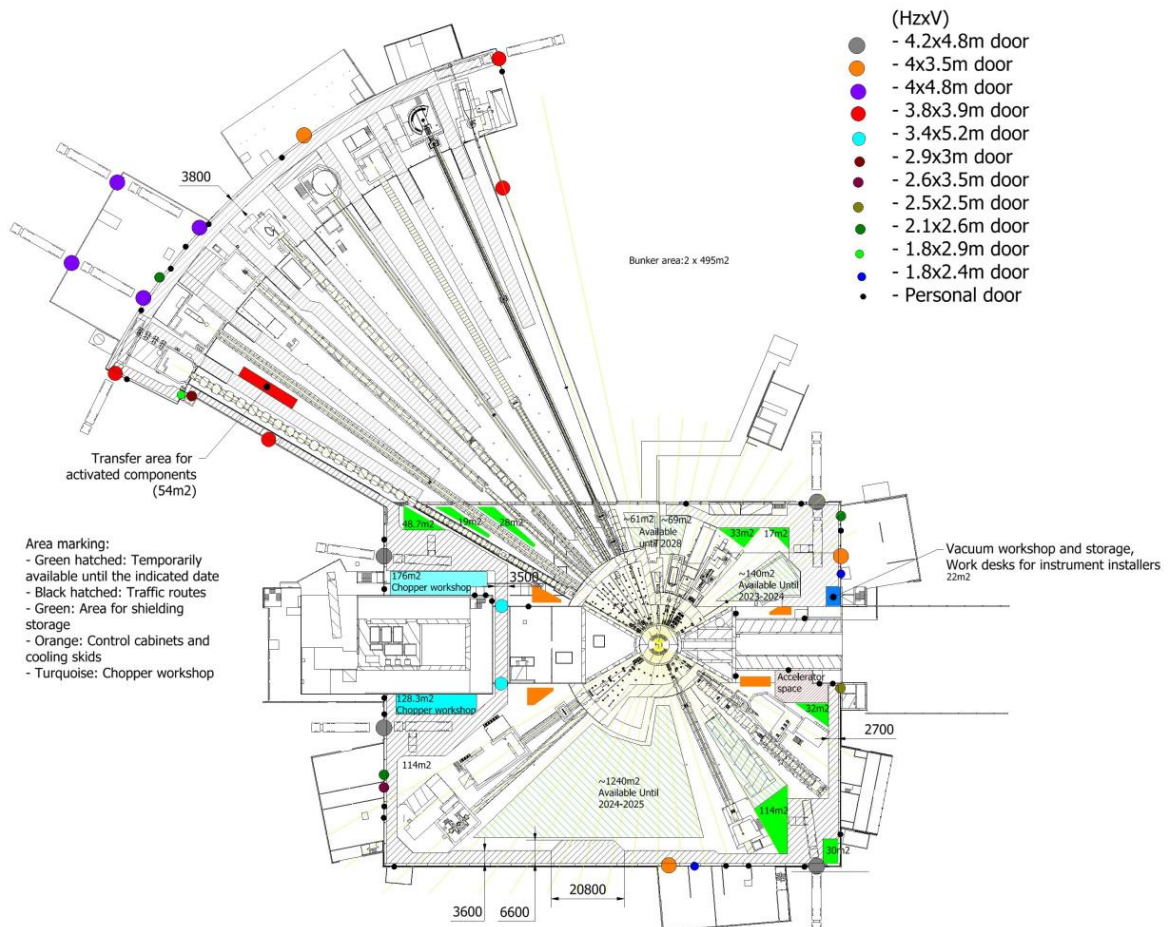 (HzxV)
- 4.2x4.8m door
- 4x3.5m door
- 4x4.8m door
- 3.8x3.9m door
- 3.4x5.2m door
- 2.9x3m door
- 2.6x3.5m door
- 2.5x2.5m door
- 2.1x2.6m door
- 1.8x2.9m door
- 1.8x2.4m door
- Personal door
3800
Bunker area:2 x 495m2
Transfer area for
activated components
(54m2)
Area marking:
- Green hatched: Temporarily
available until the indicated date
- Black hatched: Traffic routes
- Green: Area for shielding
storage
- Orange: Control cabinets and
cooling skids
- Turquoise: Chopper workshop
48.7m2
19m2
28m2
~61m2
~69m2
Available
until 2028
33m2
17m2
~140m2
Available Until
2023-2024
Vacuum workshop and storage,
Work desks for instrument installers
22m2
176m2
Chopper workshop
3500
Accelerator
space
32m2
2700
128.3m2
Chopper workshop
114m2
~1240m2
Available Until
2024-2025
114m2
30m2
3600
6600
20800